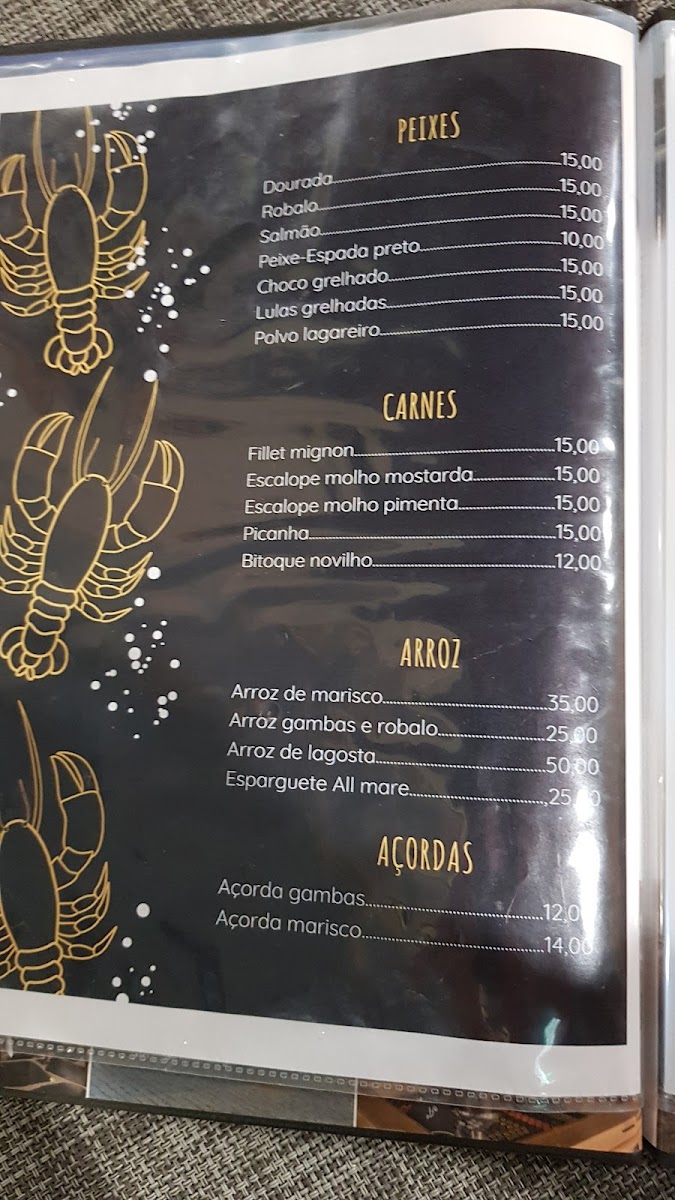 PEIXES
Dourada 15,00
Robalo 15,00
Salmão 15,00
Peixe-Espada preto 10,00
Choco grelhado 15,00
Lulas grelhadas 15,00
Polvo lagareiro 15,00
CARNES
Fillet mignon 15,00
Escalope molho mostarda 15,00
Escalope molho pimenta 15,00
Picanha 15,00
Bitoque novilho 12,00
ARROZ
Arroz de marisco 35,00
Arroz gambas e robalo 25,00
Arroz de lagosta 50,00
Esparguete All mare ,25,00
AÇORDAS
Açorda gambas 12,00
Açorda marisco 14,00